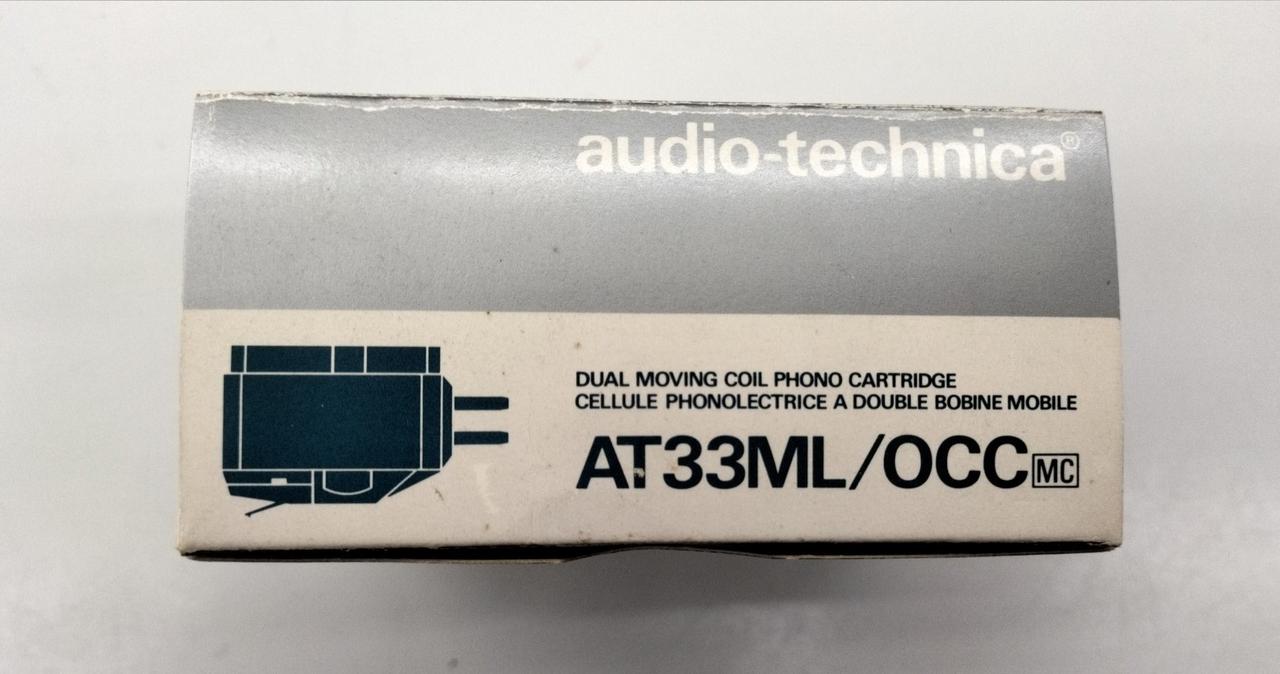 audio-technica®
DUAL MOVING COIL PHONO CARTRIDGE
CELLULE PHONOLECTRICE A DOUBLE BOBINE MOBILE
AT33ML/OCC MC